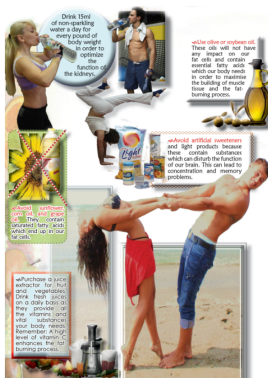 Drink 15ml
of non-sparkling
water a day for
every pound of
body weight
in order to
optimize
the
function of
the kidneys.
Use olive or soybean oil.
These oils will not have
any impact on our
fat cells and contain
essential fatty acids
which our body needs
in order to maximise
the building of muscle
tissue and the fat-
burning process.
Avoid artificial sweeteners
and light products because
these contain substances
which can disturb the function
of our brain. This can lead to
concentration and memory
problems.
Light
Avoid sunflower,
corn oil, and grape
oil. They contain
saturated fatty acids
which end up in our
fat cells.
Purchase a juice
extractor for fruit
and vegetables.
Drink fresh juices
on a daily basis as
they provide all
the vitamins and
vital substances
your body needs.
Remember: A high
level of vitamin C
enhances the fat
burning process.